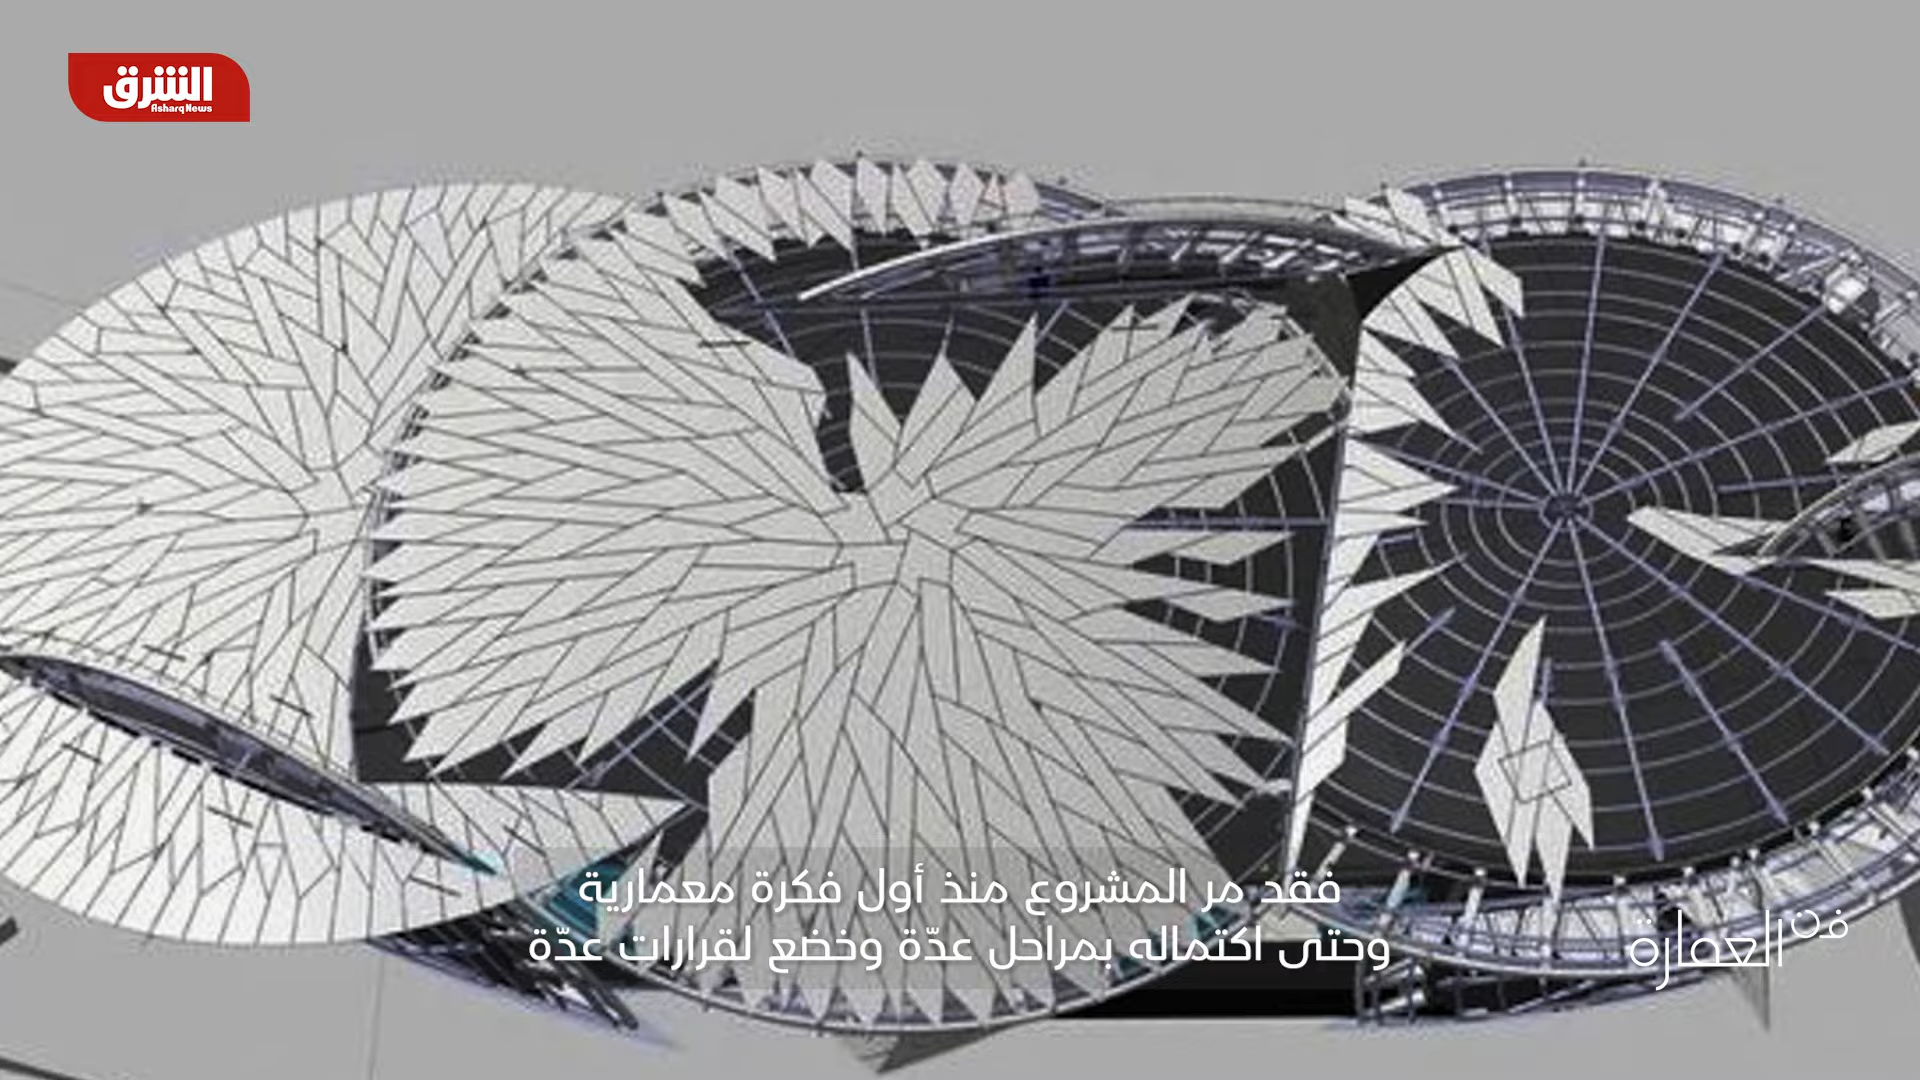 الشرق
Asharq News
فقد مر المشروع منذ أول فكرة معمارية
وحتى اكتماله بمراحل عدّة وخضع لقرارات عدّة
فن العمارة